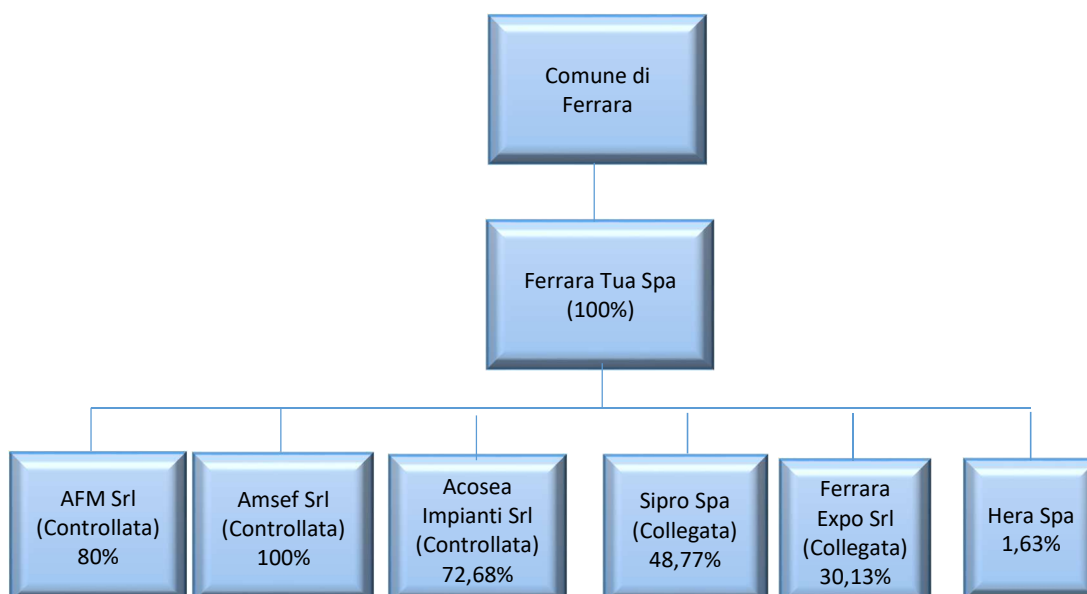 Comune di
Ferrara
Ferrara Tua Spa
(100%)
AFM Srl
(Controllata)
80%
Amsef Srl
(Controllata)
100%
Acosea
Impianti Srl
(Controllata)
72,68%
Sipro Spa
(Collegata)
48,77%
Ferrara
Expo Srl
(Collegata)
30,13%
Hera Spa
1,63%